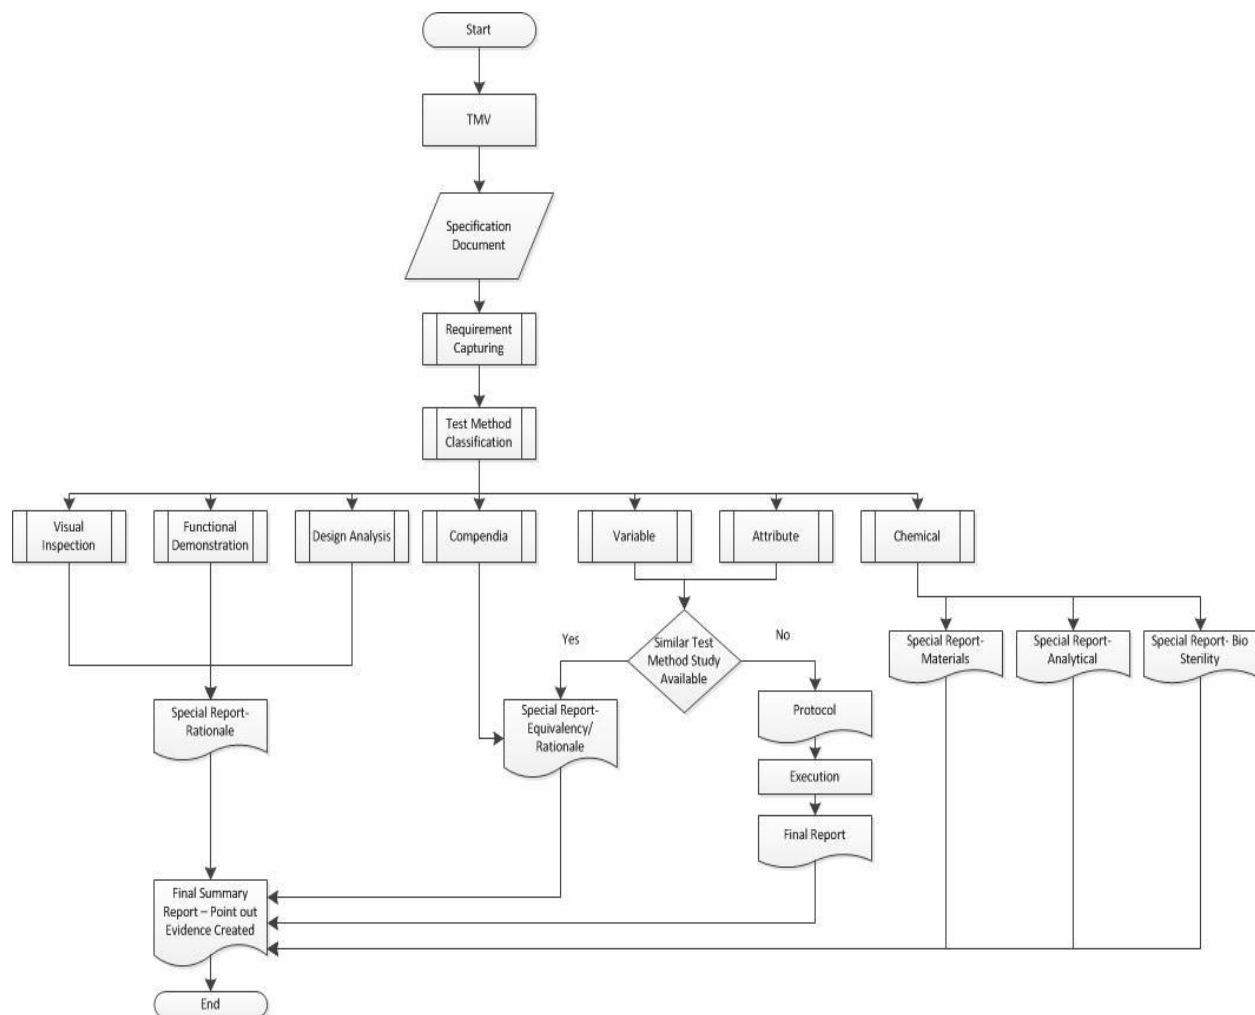 Start
TMV
Specification
Document
Requirement
Capturing
Test Method
Classification
Visual
Inspection
Functional
Demonstration
Design Analysis
Compendia
Variable
Attribute
Chemical
Yes
Similar Test
Method Study
Available
No
Special Report-
Materials
Special Report-
Analytical
Special Report- Bio
Sterility
Special Report-
Rationale
Special Report-
Equivalency/
Rationale
Protocol
Execution
Final Report
Final Summary
Report – Point out
Evidence Created
End